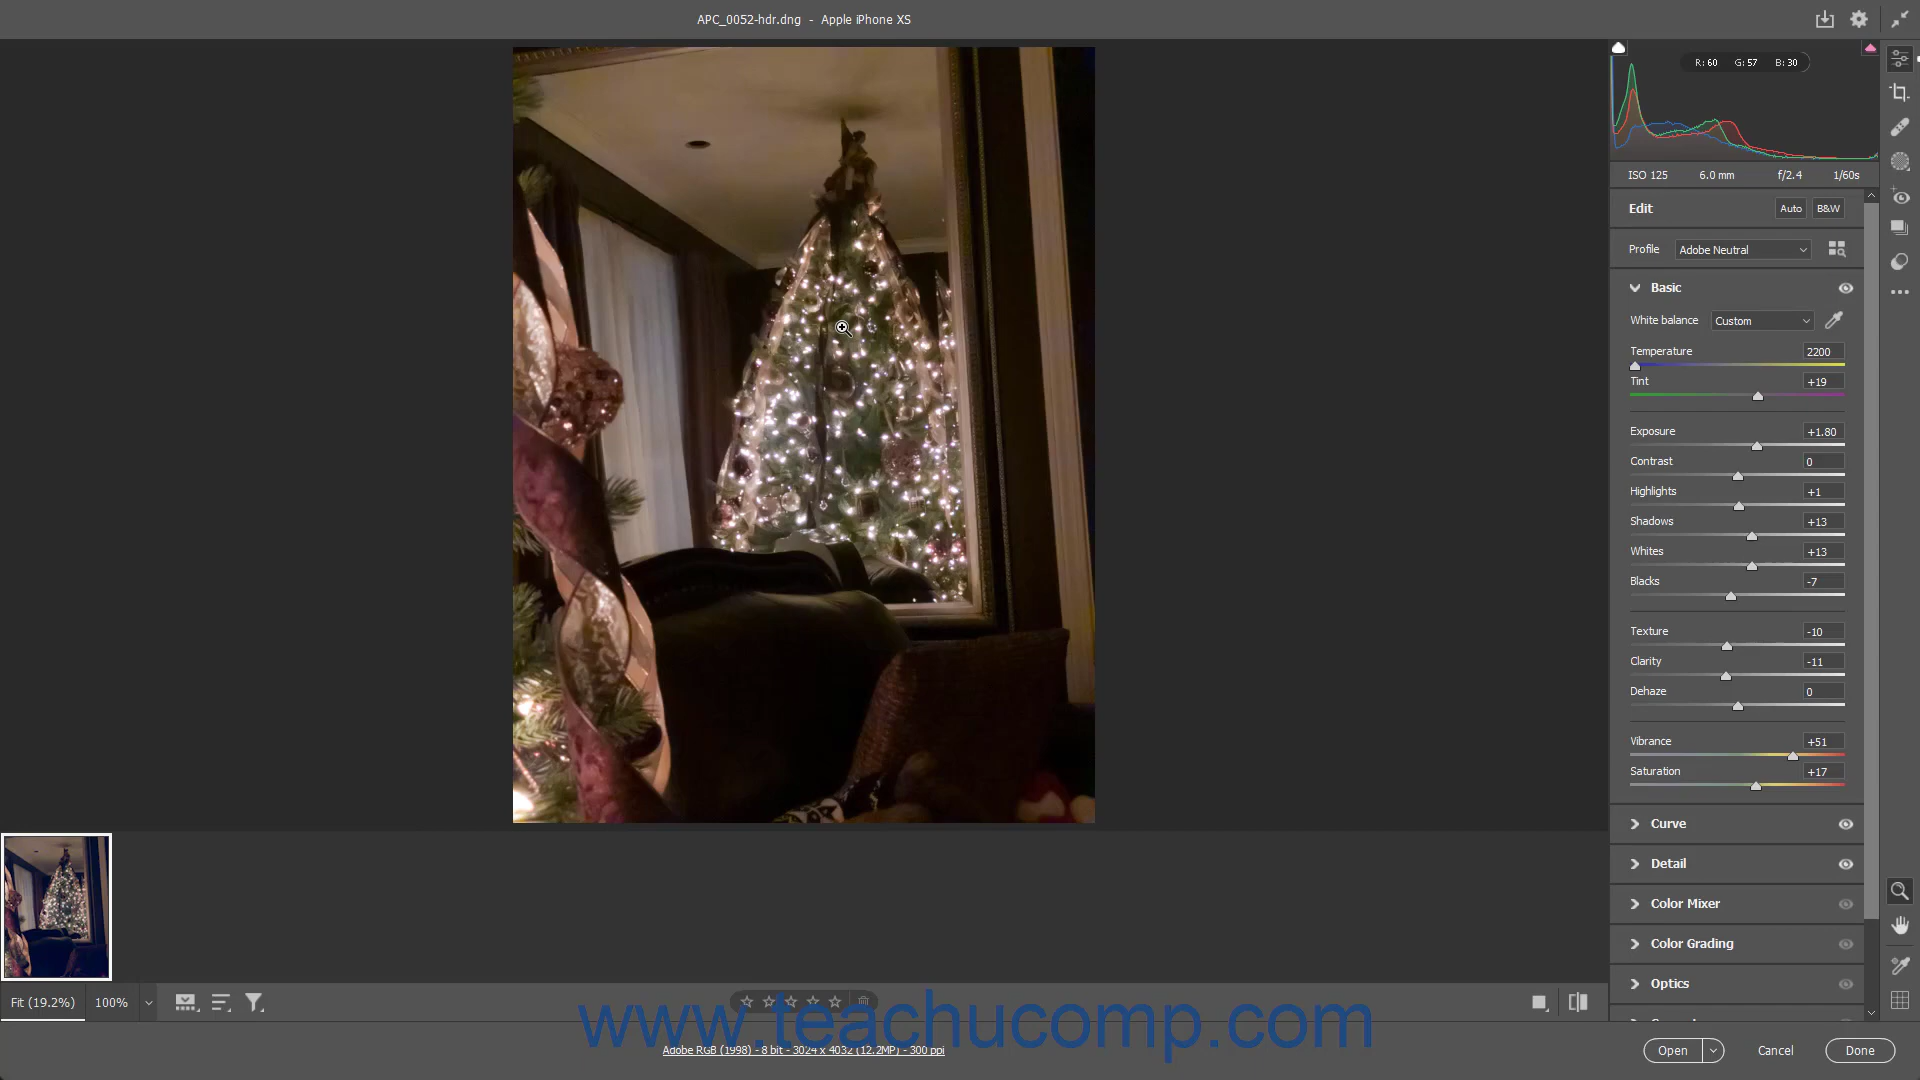 APC_0052-hdr.dng - Apple iPhone XS
R: 60 G: 57 B: 30
ISO 125 6.0 mm f/2.4 1/60s
Edit Auto B&W
Profile Adobe Neutral
Basic
White balance Custom
Temperature 2200
Tint +19
Exposure +1.80
Contrast 0
Highlights +1
Shadows +13
Whites +13
Blacks -7
Texture -10
Clarity -11
Dehaze 0
Vibrance +51
Saturation +17
Curve
Detail
Color Mixer
Color Grading
Optics
Fit (19.2%) 100%
www.teachucomp.com
Adobe RGB (1998) - 8 bit - 3024 x 4032 (12.2MP) - 300 ppi
Open Cancel Done